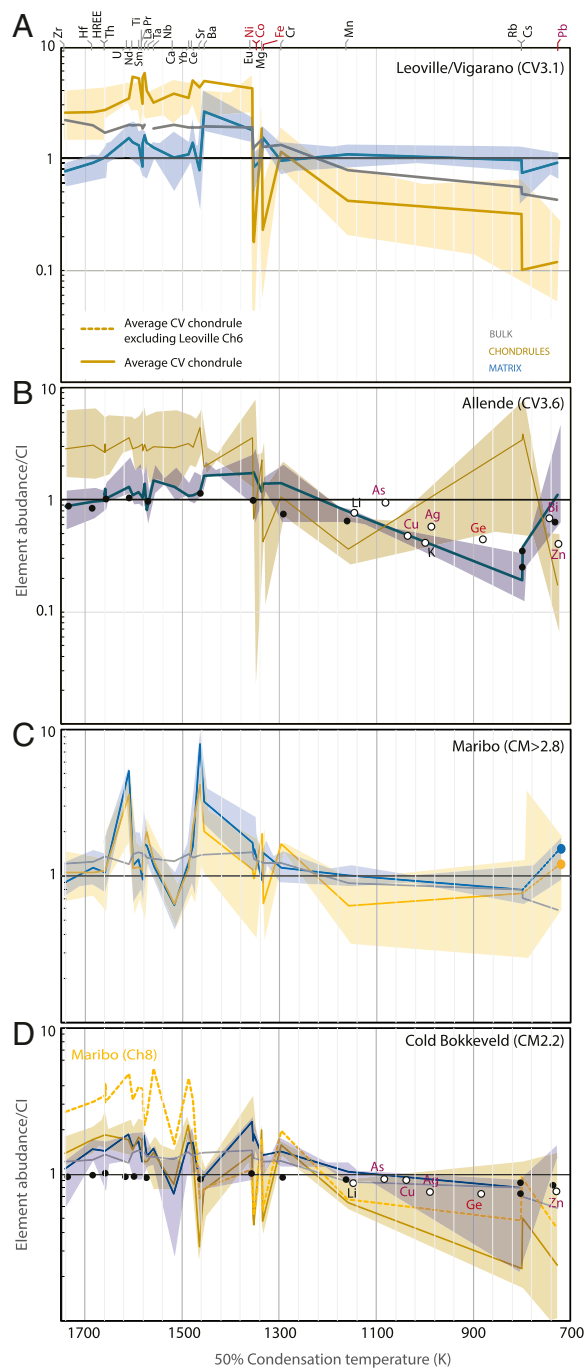 A
Zr
Hf
HREE
Th
U
Nd
Ti
Sm
La
Pr
Ta
Nb
Ca
Yb
Ce
Sr
Ba
Eu
Ni
Mg
Co
Fe
Cr
Mn
Rb
Cs
Pb
10
Leoville/Vigarano (CV3.1)
1
0.1
Average CV chondrule
excluding Leoville Ch6
Average CV chondrule
BULK
CHONDRULES
MATRIX
B
10
Allende (CV3.6)
Element abudance/CI
1
0.1
Li
As
Cu
Ag
K
Ge
Bi
Zn
C
10
Maribo (CM>2.8)
1
D
10
Cold Bokkeveld (CM2.2)
Maribo (Ch8)
Element abudance/CI
1
Li
As
Cu
Ag
Ge
Zn
1700
1500
1300
1100
900
700
50% Condensation temperature (K)